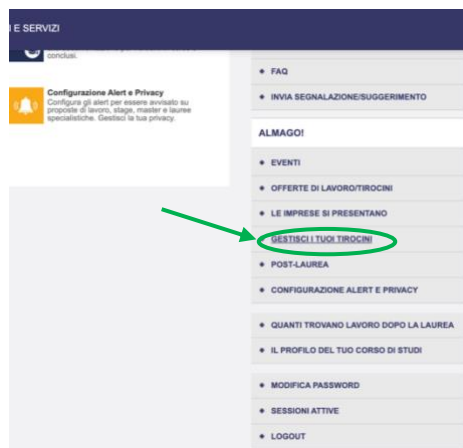 I E SERVIZI
conclusi.
Configurazione Alert e Privacy
Configura gli alert per essere avvisato su
proposte di lavoro, stage, master e lauree
specialistiche. Gestisci la tua privacy.
FAQ
INVIA SEGNALAZIONE/SUGGERIMENTO
ALMAGO!
EVENTI
OFFERTE DI LAVORO/TIROCINI
LE IMPRESE SI PRESENTANO
GESTISCI I TUOI TIROCINI
POST-LAUREA
CONFIGURAZIONE ALERT E PRIVACY
QUANTI TROVANO LAVORO DOPO LA LAUREA
IL PROFILO DEL TUO CORSO DI STUDI
MODIFICA PASSWORD
SESSIONI ATTIVE
LOGOUT